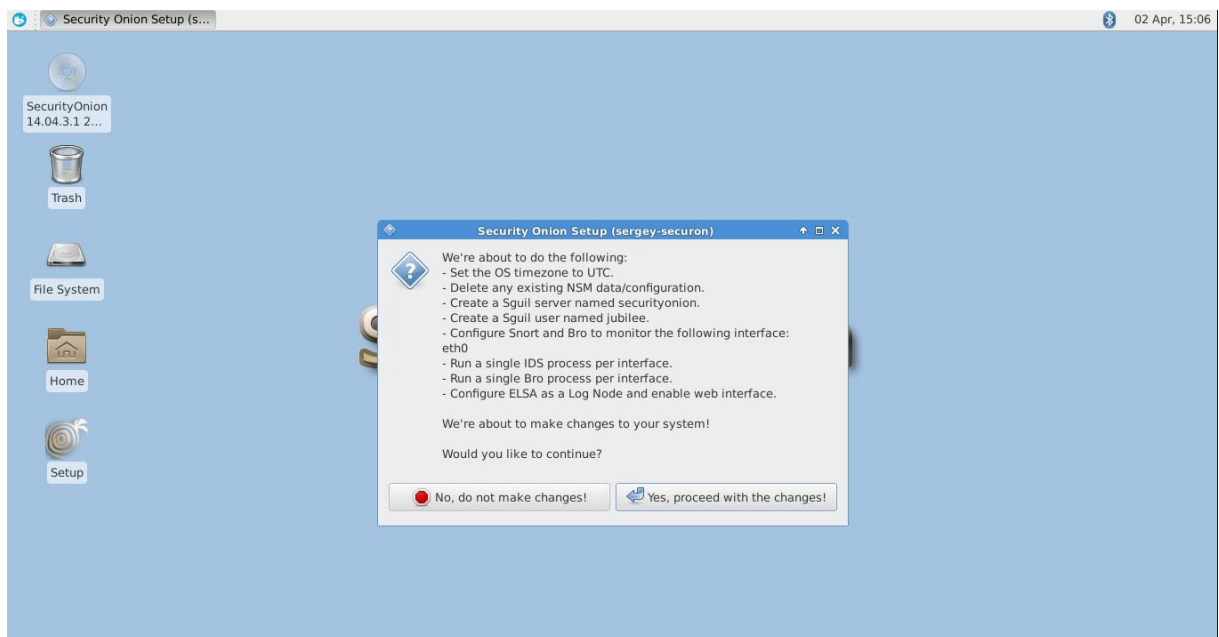 Security Onion Setup (s...
02 Apr, 15:06
SecurityOnion
14.04.3.1 2...
Trash
File System
Home
Setup
Security Onion Setup (sergey-securon)
We're about to do the following:
- Set the OS timezone to UTC.
- Delete any existing NSM data/configuration.
- Create a Sguil server named securityonion.
- Create a Sguil user named jubilee.
- Configure Snort and Bro to monitor the following interface:
eth0
- Run a single IDS process per interface.
- Run a single Bro process per interface.
- Configure ELSA as a Log Node and enable web interface.
We're about to make changes to your system!
Would you like to continue?
No, do not make changes!
Yes, proceed with the changes!